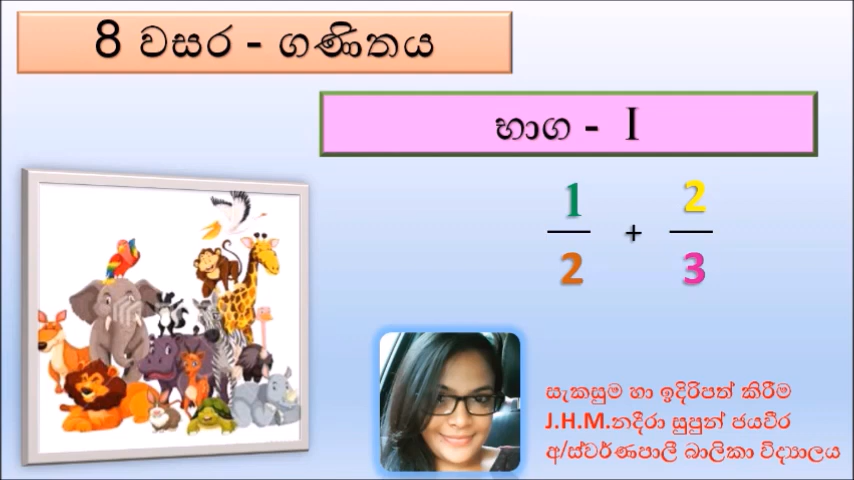 8 වසර - ගණිතය
භාග - I
1/2 + 2/3
සැකසුම හා ඉදිරිපත් කිරීම
J.H.M.නදීරා සුපුන් ජයවීර
අ/ස්වර්ණපාලී බාලිකා විද්‍යාලය